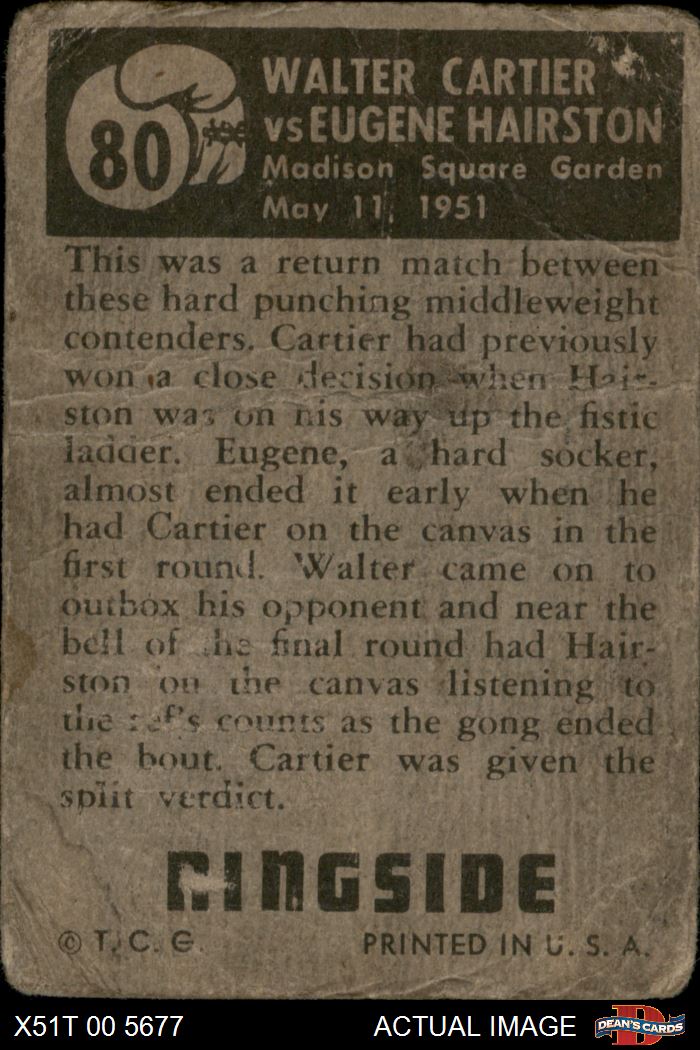 80
WALTER CARTIER
vs EUGENE HAIRSTON
Madison Square Garden
May 11, 1951
This was a return match between
these hard punching middleweight
contenders. Cartier had previously
won a close decision when Hair-
ston was on his way up the fistic
ladder. Eugene, a hard socker,
almost ended it early when he
had Cartier on the canvas in the
first round. Walter came on to
outbox his opponent and near the
bell of the final round had Hair-
ston on the canvas listening to
the ref's counts as the gong ended
the bout. Cartier was given the
split verdict.
RINGSIDE
© T. C. G. PRINTED IN U. S. A.
X51T 00 5677 ACTUAL IMAGE D DEAN'S CARDS